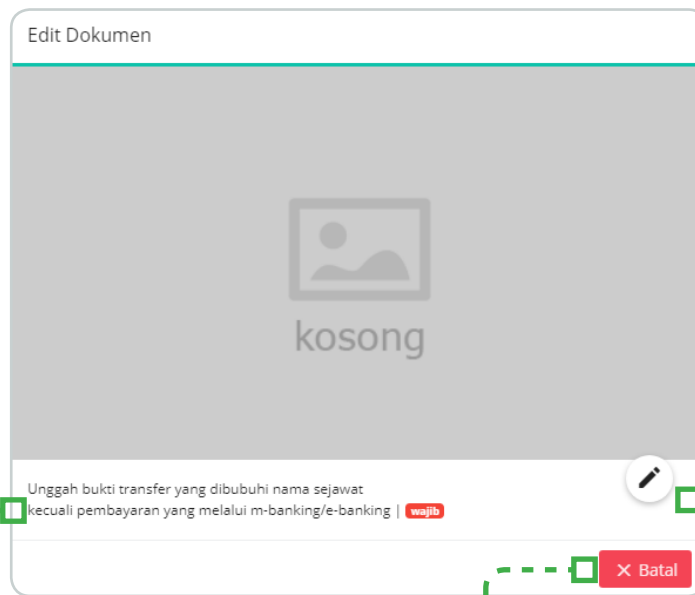 Edit Dokumen
kosong
Unggah bukti transfer yang dibubuhi nama sejawat
kecuali pembayaran yang melalui m-banking/e-banking | wajib
Batal